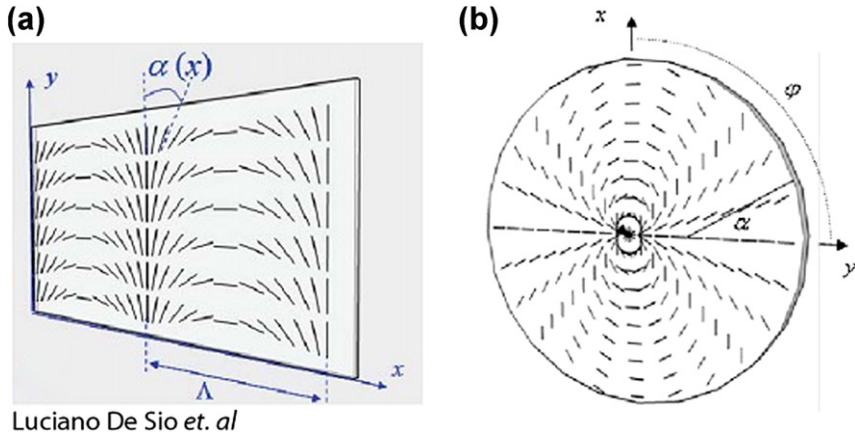 (a)
(b)
y
α(x)
x
Λ
Luciano De Sio et. al
x
φ
α
y